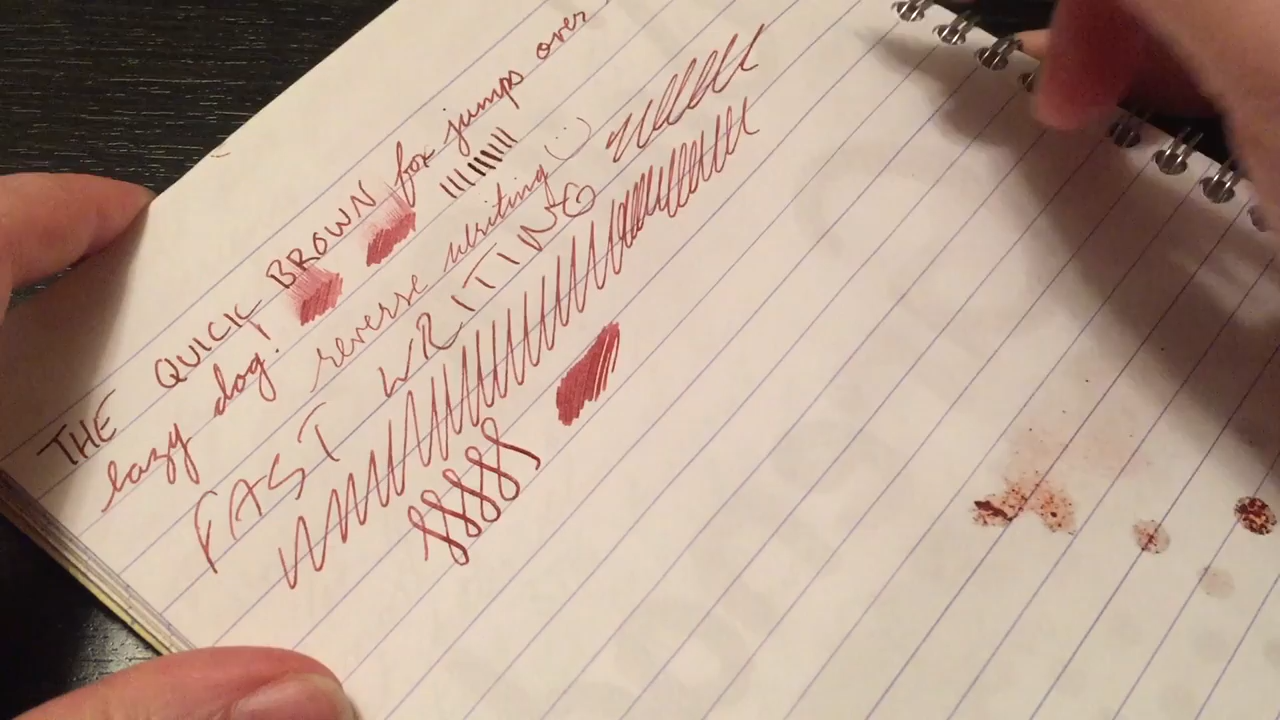 THE QUICK BROWN fox jumps over
lazy dog.
reverse writing :)
FAST WRITING